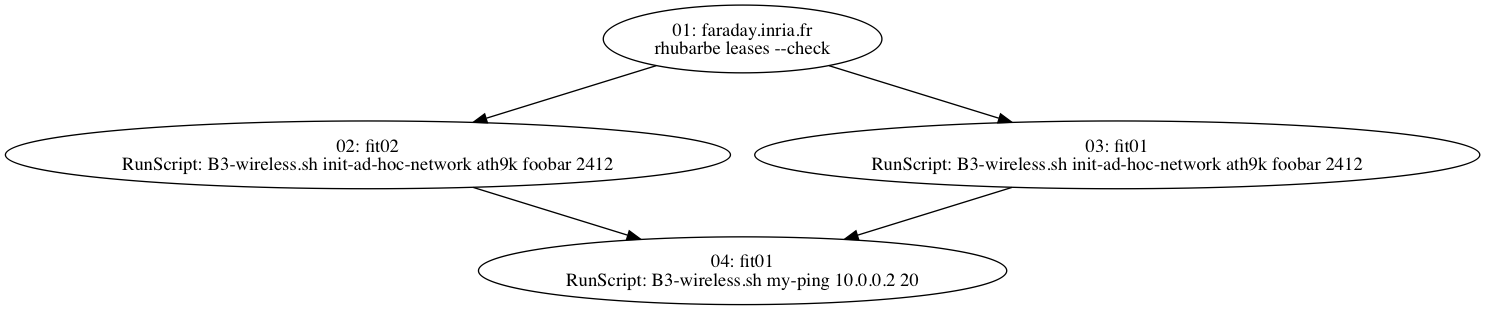 01: faraday.inria.fr
rhubarbe leases --check
02: fit02
RunScript: B3-wireless.sh init-ad-hoc-network ath9k foobar 2412
03: fit01
RunScript: B3-wireless.sh init-ad-hoc-network ath9k foobar 2412
04: fit01
RunScript: B3-wireless.sh my-ping 10.0.0.2 20